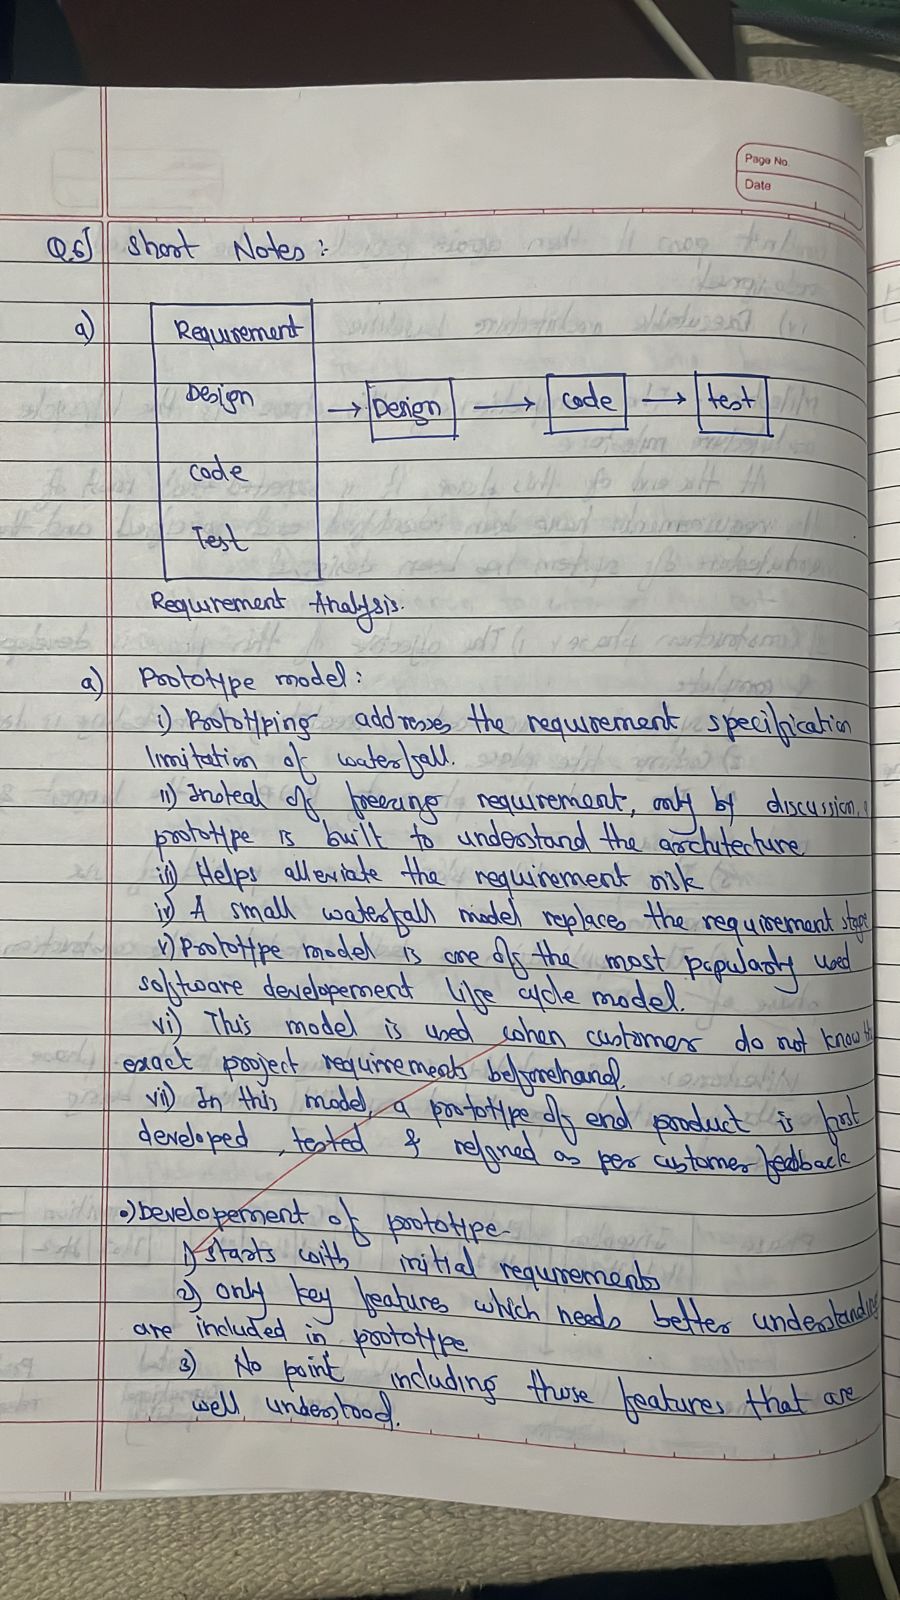 Page No.
Date
Q.6] Short Notes:
a)
Requirement
Design
Code
Test
→ Design → Code → test
Requirement Analysis.
a) Prototype model:
i) Prototyping addresses the requirement specification
limitation of waterfall.
ii) Insteal of freezing requirement, only by discussion, a
prototype is built to understand the architecture
iii) Helps alleviate the requirement risk
iv) A small waterfall model replaces the requirement stage
v) Prototype model is one of the most popularly used
software developement life cycle model.
vi) This model is used when customers do not know the
exact project requirements beforehand.
vii) In this model, a prototype of end product is first
developed, tested & refined as per customer feedback
•) Developement of prototype-
1) starts with initial requirements
2) only key features which needs better understanding
are included in prototype
3) No point including those features that are
well understood.